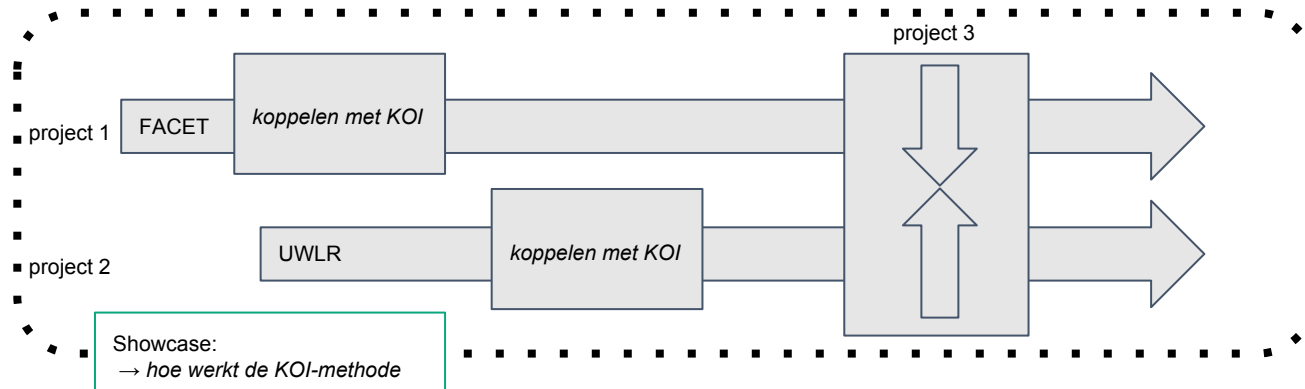 project 3
project 1
FACET
koppelen met KOI
project 2
UWLR
koppelen met KOI
Showcase:
→ hoe werkt de KOI-methode